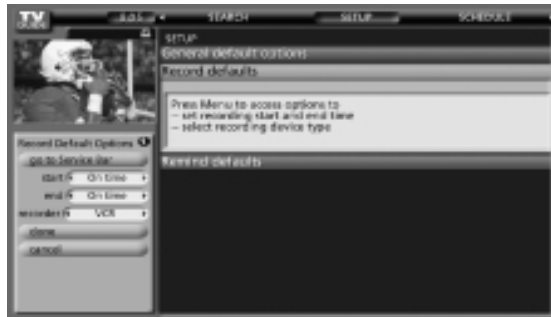 TV
GUIDE
SEARCH
SETUP
SCHEDULE
SETUP
General default options
Record defaults
Press Menu to access options to
– set recording start and end time
– select recording device type
Remind defaults
Record Default Options
go to Service Bar
start On time
end On time
recorder VCR
done
cancel